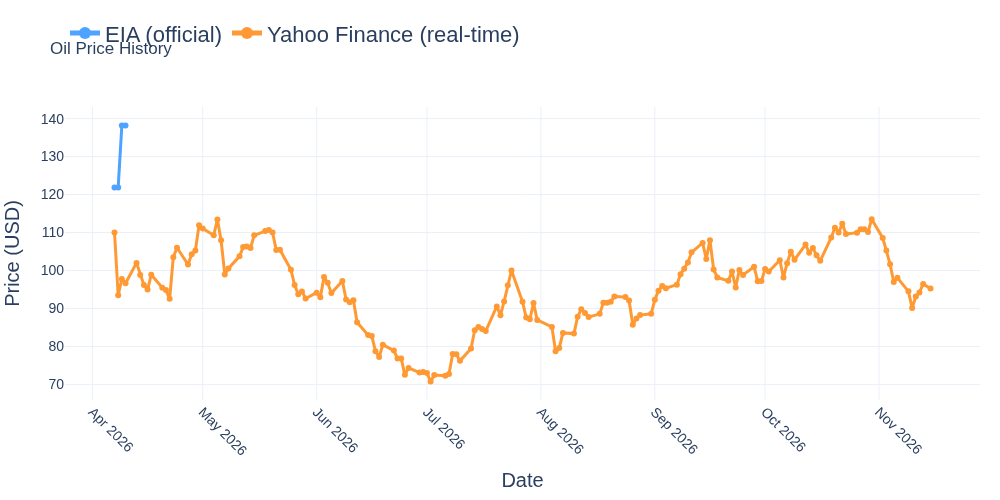 EIA (official) Yahoo Finance (real-time)
Oil Price History
Price (USD)
140
130
120
110
100
90
80
70
Apr 2026 May 2026 Jun 2026 Jul 2026 Aug 2026 Sep 2026 Oct 2026 Nov 2026
Date